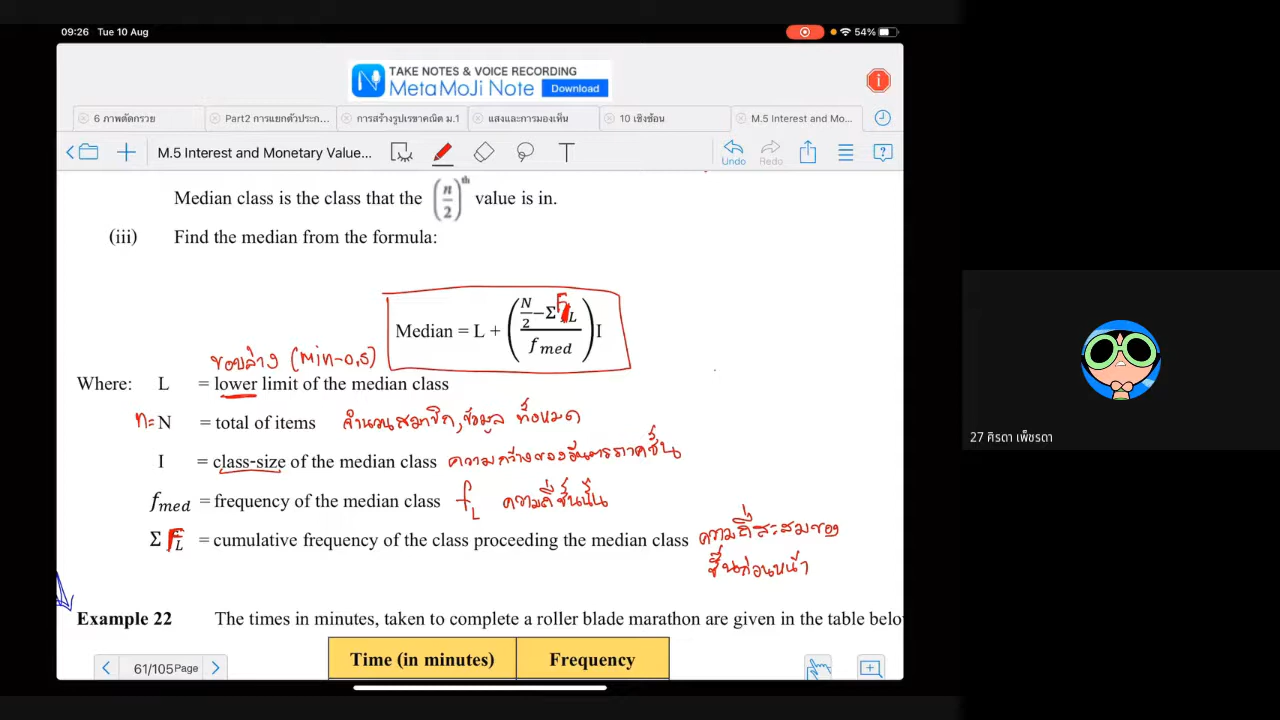 09:26 Tue 10 Aug 54%
TAKE NOTES & VOICE RECORDING
MetaMoJi Note Download
6 ภาพตัดกรวย Part2 การแยกตัวประก... การสร้างรูปเรขาคณิต ม.1 แสงและการมองเห็น 10 เชิงซ้อน M.5 Interest and Mo...
M.5 Interest and Monetary Value... T Undo Redo
Median class is the class that the (n/2)th value is in.
(iii) Find the median from the formula:
Median = L + ((N/2 − ΣF_L)/f_med) I
ขอบล่าง (Min-0.5)
Where: L = lower limit of the median class
n = N = total of items จำนวนสมาชิก, ข้อมูล ทั้งหมด
I = class-size of the median class ความกว้างของอันตรภาคชั้น
f_med = frequency of the median class f_L ความถี่ชั้นนั้น
Σ F_L = cumulative frequency of the class proceeding the median class ความถี่สะสมของ
ชั้นก่อนหน้า
27 ศิรดา เพ็ชรดา
Example 22 The times in minutes, taken to complete a roller blade marathon are given in the table belo
Time (in minutes) Frequency
61/105Page